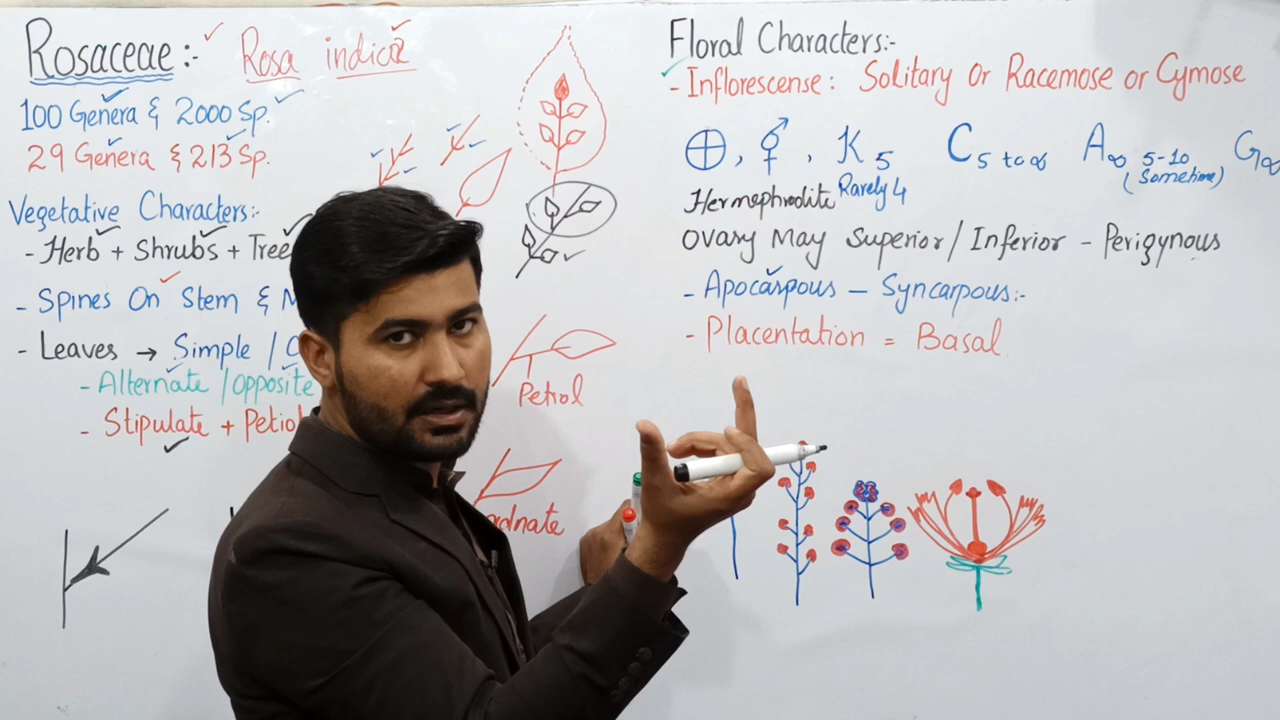 Rosaceae:- Rosa indica
100 Genera & 2000 Sp.
29 Genera & 213 Sp.
Vegetative Characters:-
- Herb + Shrubs + Tree
- Spines On Stem &
- Leaves → Simple /
- Alternate / Opposite
- Stipulate + Petiol
Petiol
Floral Characters:-
- Inflorescense: Solitary Or Racemose or Cymose
⊕, ⚥, K5 C5 to ∞ A∞ 5-10 (Sometime) G∞
Hermephrodite Rarely 4
Ovary May Superior / Inferior - Perigynous
- Apocarpous - Syncarpous:-
- Placentation = Basal